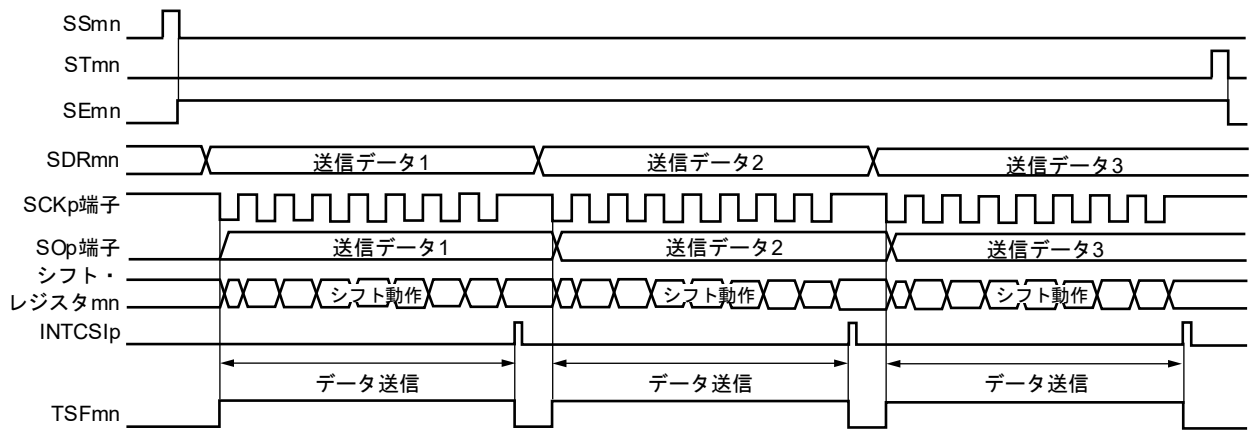 SSmn
STmn
SEmn
SDRmn 送信データ1 送信データ2 送信データ3
SCKp端子
SOp端子 送信データ1 送信データ2 送信データ3
シフト・
レジスタmn シフト動作 シフト動作 シフト動作
INTCSIp
データ送信 データ送信 データ送信
TSFmn